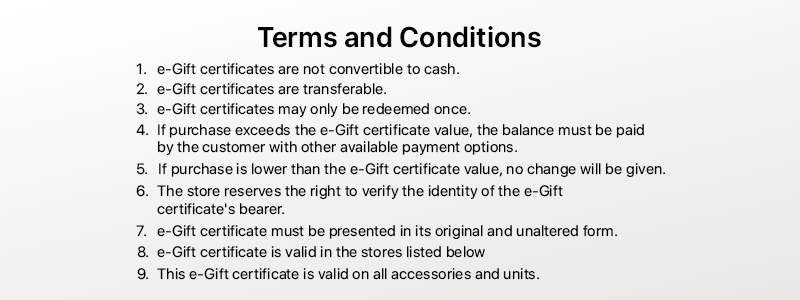 Terms and Conditions
1. e-Gift certificates are not convertible to cash.
2. e-Gift certificates are transferable.
3. e-Gift certificates may only be redeemed once.
4. If purchase exceeds the e-Gift certificate value, the balance must be paid
by the customer with other available payment options.
5. If purchase is lower than the e-Gift certificate value, no change will be given.
6. The store reserves the right to verify the identity of the e-Gift
certificate's bearer.
7. e-Gift certificate must be presented in its original and unaltered form.
8. e-Gift certificate is valid in the stores listed below
9. This e-Gift certificate is valid on all accessories and units.